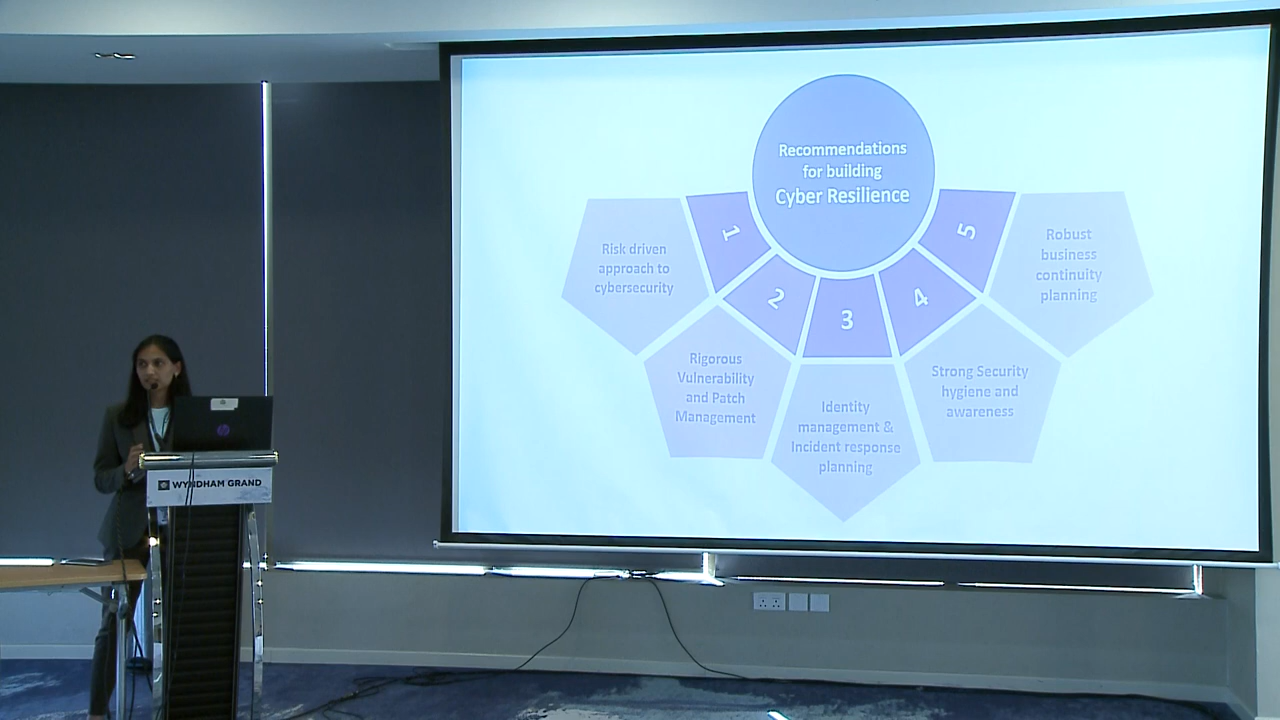 Recommendations
for building
Cyber Resilience
1
Risk driven
approach to
cybersecurity
2
Rigorous
Vulnerability
and Patch
Management
3
Identity
management &
Incident response
planning
4
Strong Security
hygiene and
awareness
5
Robust
business
continuity
planning
hp
WYNDHAM GRAND